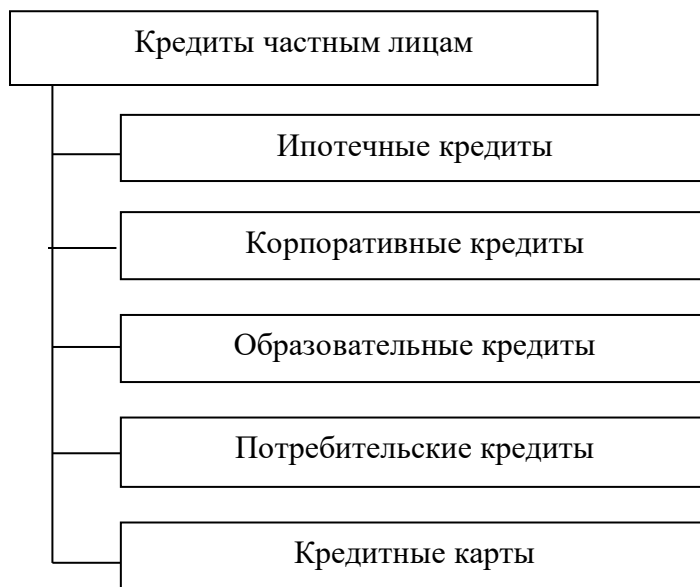 Кредиты частным лицам
Ипотечные кредиты
Корпоративные кредиты
Образовательные кредиты
Потребительские кредиты
Кредитные карты